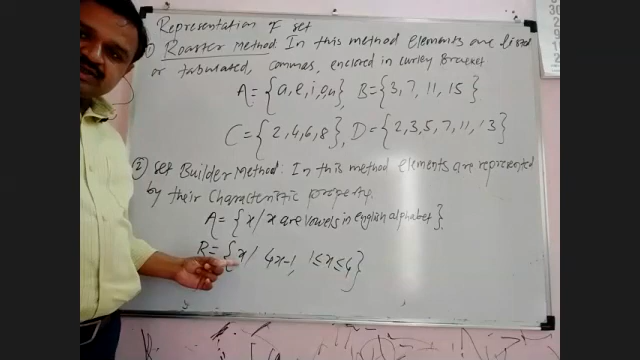 Representation of set
1) Roaster Method: In this method elements are listed
or tabulated, commas, enclored in curley Bracket
A = {a, e, i, o, u}, B = {3, 7, 11, 15}
C = {2, 4, 6, 8}, D = {2, 3, 5, 7, 11, 13}
② Set Builder Method: In this method elements are represented
by their characteristic property.
A = {x/x are vowels in english alphabet}.
B = {x/ 4x-1, 1≤x≤4}
30